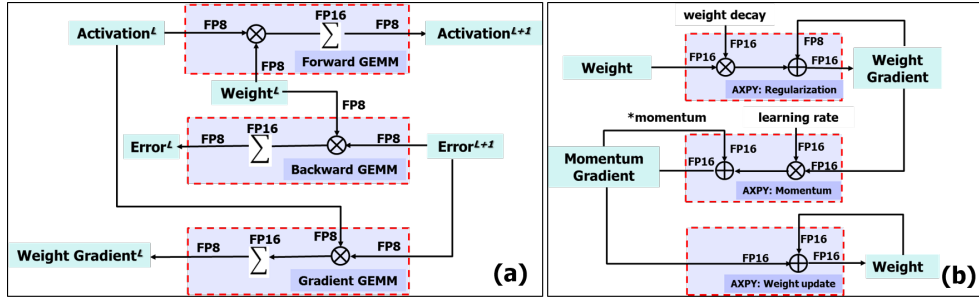 FP8
FP16
FP8
Activation^L
Activation^{L+1}
∑
Forward GEMM
FP8
Weight^L
FP8
FP8
FP16
FP8
Error^L
∑
Error^{L+1}
Backward GEMM
FP8
FP16
FP8
FP8
Weight Gradient^L
∑
Gradient GEMM
(a)
weight decay
FP16
FP8
Weight
FP16
FP16
Weight
Gradient
AXPY: Regularization
*momentum
learning rate
FP16
FP16
Momentum
Gradient
FP16
FP16
AXPY: Momentum
FP16
FP16
FP16
Weight
AXPY: Weight update
(b)